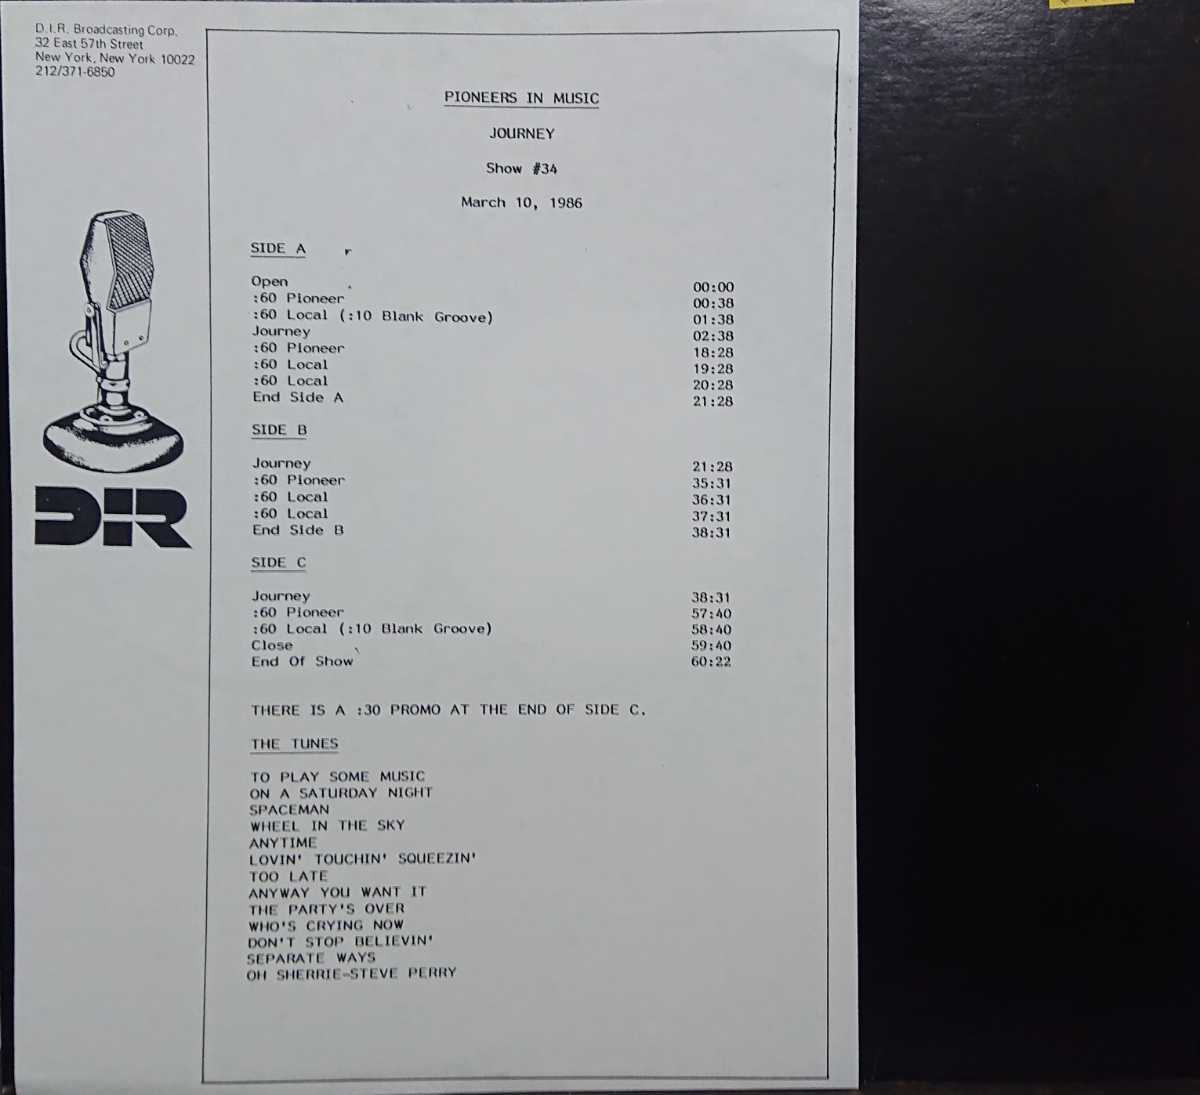 D.I.R. Broadcasting Corp.
32 East 57th Street
New York, New York 10022
212/371-6850
DIR
PIONEERS IN MUSIC
JOURNEY
Show #34
March 10, 1986
SIDE A
Open 00:00
:60 Pioneer 00:38
:60 Local (:10 Blank Groove) 01:38
Journey 02:38
:60 Pioneer 18:28
:60 Local 19:28
:60 Local 20:28
End Side A 21:28
SIDE B
Journey 21:28
:60 Pioneer 35:31
:60 Local 36:31
:60 Local 37:31
End Side B 38:31
SIDE C
Journey 38:31
:60 Pioneer 57:40
:60 Local (:10 Blank Groove) 58:40
Close 59:40
End Of Show 60:22
THERE IS A :30 PROMO AT THE END OF SIDE C.
THE TUNES
TO PLAY SOME MUSIC
ON A SATURDAY NIGHT
SPACEMAN
WHEEL IN THE SKY
ANYTIME
LOVIN' TOUCHIN' SQUEEZIN'
TOO LATE
ANYWAY YOU WANT IT
THE PARTY'S OVER
WHO'S CRYING NOW
DON'T STOP BELIEVIN'
SEPARATE WAYS
OH SHERRIE-STEVE PERRY